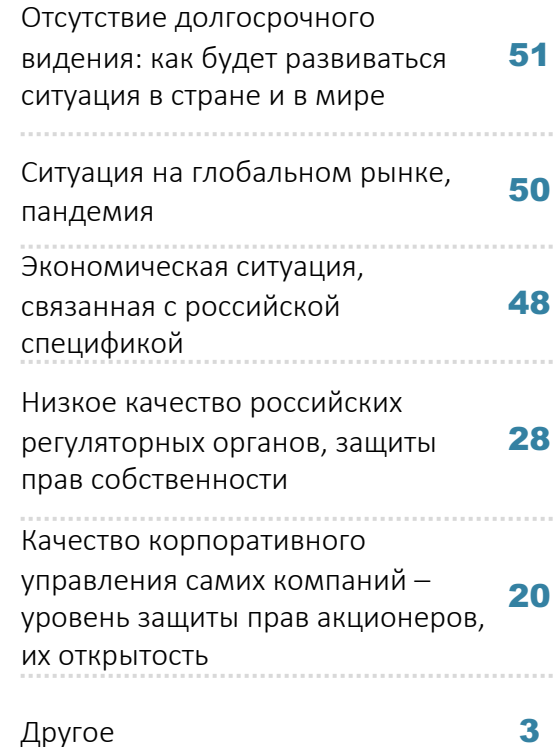 Отсутствие долгосрочного
видения: как будет развиваться 51
ситуация в стране и в мире
Ситуация на глобальном рынке, 50
пандемия
Экономическая ситуация,
связанная с российской 48
спецификой
Низкое качество российских
регуляторных органов, защиты 28
прав собственности
Качество корпоративного
управления самих компаний – 20
уровень защиты прав акционеров,
их открытость
Другое 3